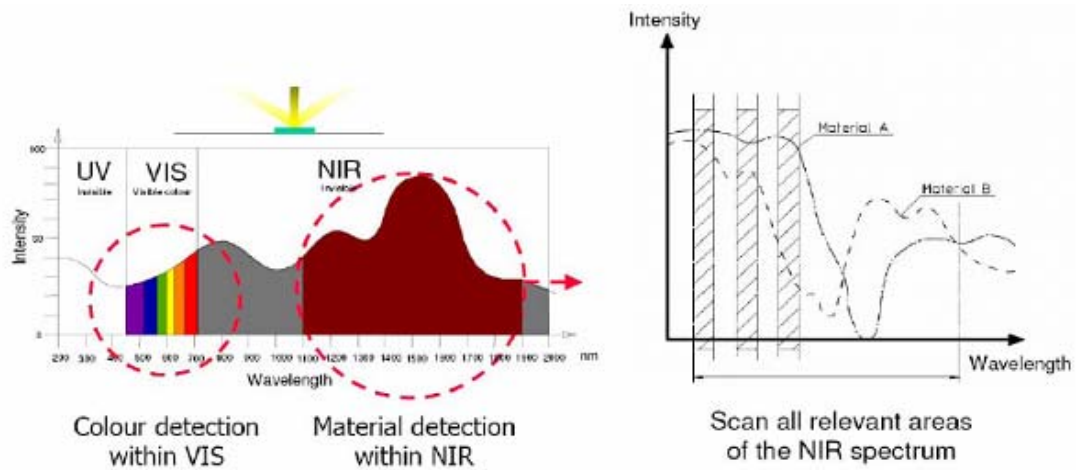 UV
Invisible
VIS
Visible colour
NIR
Intensity
200 300 400 500 600 700 800 900 1000 1100 1200 1300 1400 1500 1600 1700 1800 1900 2000 nm
Wavelength
Colour detection
within VIS
Material detection
within NIR
Intensity
Material A
Material B
Wavelength
Scan all relevant areas
of the NIR spectrum